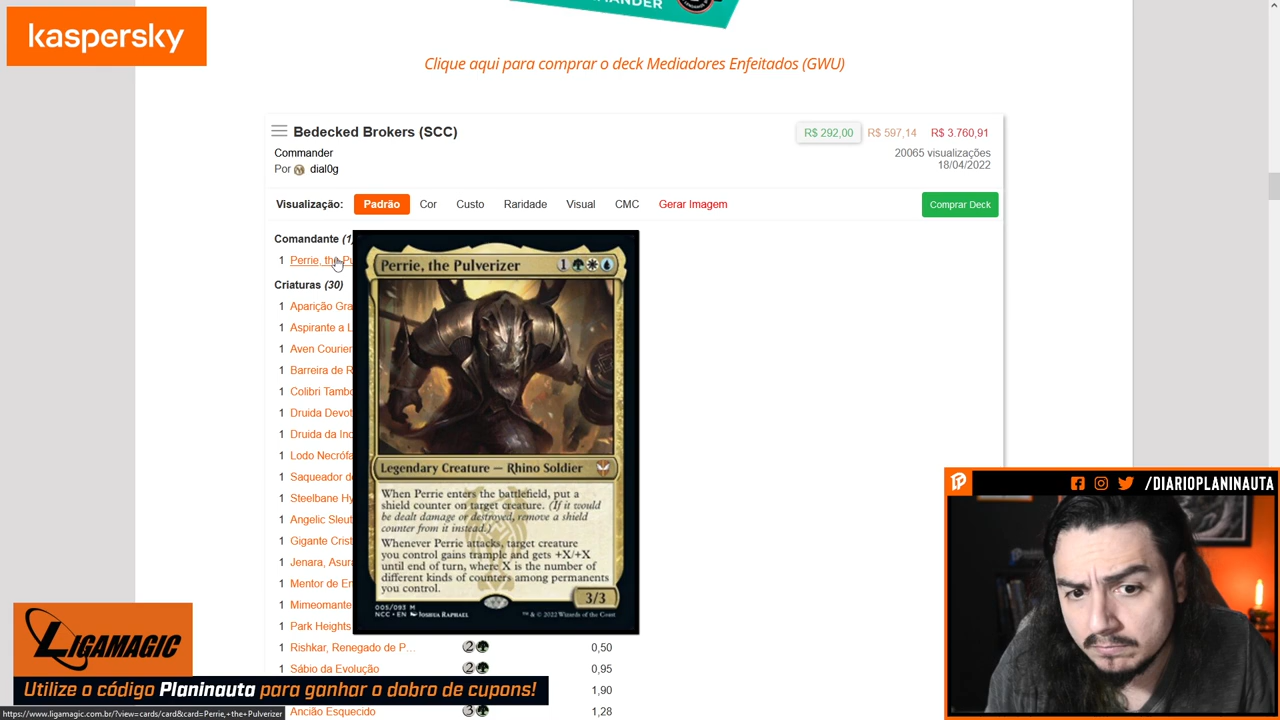 kaspersky
Clique aqui para comprar o deck Mediadores Enfeitados (GWU)
Bedecked Brokers (SCC)
R$ 292,00 R$ 597,14 R$ 3.760,91
Commander
20065 visualizações
Por dial0g
18/04/2022
Visualização: Padrão Cor Custo Raridade Visual CMC Gerar Imagem Comprar Deck
Comandante (1)
1 Perrie, the Pu
Criaturas (30)
1 Aparição Gra
1 Aspirante a L
1 Aven Courier
1 Barreira de R
1 Colibri Tambo
1 Druida Devot
1 Druida da Inc
1 Lodo Necrófa
1 Saqueador de
1 Steelbane Hy
1 Angelic Sleut
1 Gigante Crist
1 Jenara, Asura
1 Mentor de En
1 Mimeomante
1 Park Heights
1 Rishkar, Renegado de P... 2 0,50
1 Sábio da Evolução 2 0,95
1,90
Ancião Esquecido 3 1,28
Perrie, the Pulverizer 1
Legendary Creature — Rhino Soldier
When Perrie enters the battlefield, put a
shield counter on target creature. (If it would
be dealt damage or destroyed, remove a shield
counter from it instead.)
Whenever Perrie attacks, target creature
you control gains trample and gets +X/+X
until end of turn, where X is the number of
different kinds of counters among permanents
you control.
3/3
005/093 M
NCC • EN JOSHUA RAPHAEL
™ & © 2022 Wizards of the Coast
/DIARIOPLANINAUTA
LIGAMAGIC
Utilize o código Planinauta para ganhar o dobro de cupons!
https://www.ligamagic.com.br/?view=cards/card&card=Perrie,+the+Pulverizer